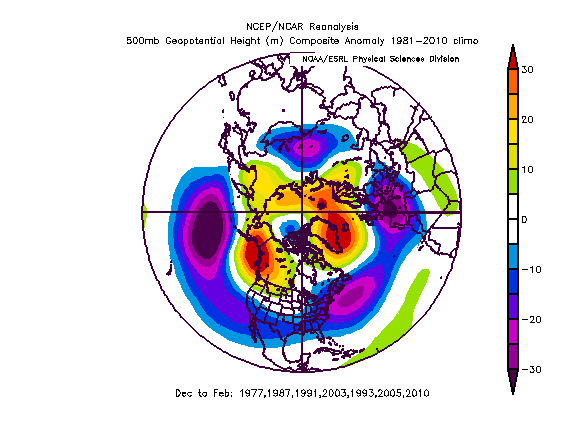 NCEP/NCAR Reanalysis
500mb Geopotential Height (m) Composite Anomaly 1981-2010 climo
NOAA/ESRL Physical Sciences Division
30
20
10
0
-10
-20
-30
Dec to Feb: 1977,1987,1991,2003,1993,2005,2010